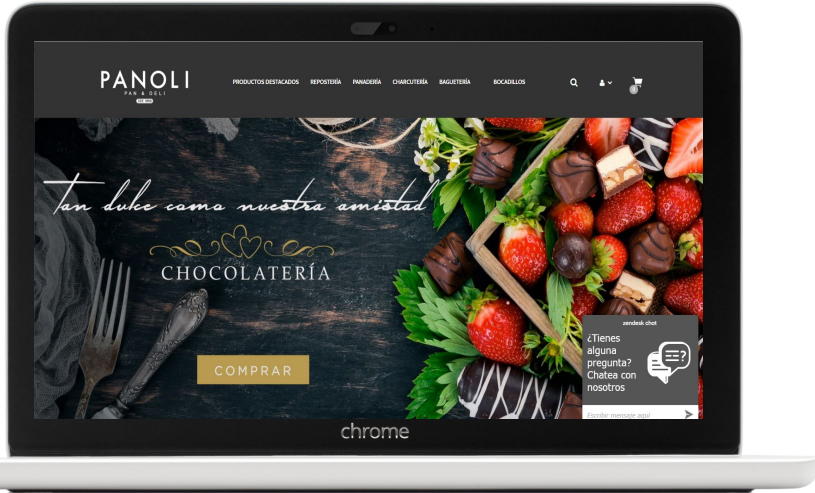 PANOLI
PAN & DELI
PRODUCTOS DESTACADOS REPOSTERÍA PANADERÍA CHARCUTERÍA BAGUETERÍA BOCADILLOS
0
Tan dulce como nuestra amistad
CHOCOLATERÍA
COMPRAR
zendesk chat
¿Tienes
alguna
pregunta?
Chatea con
nosotros
Escribir mensaje aquí
chrome